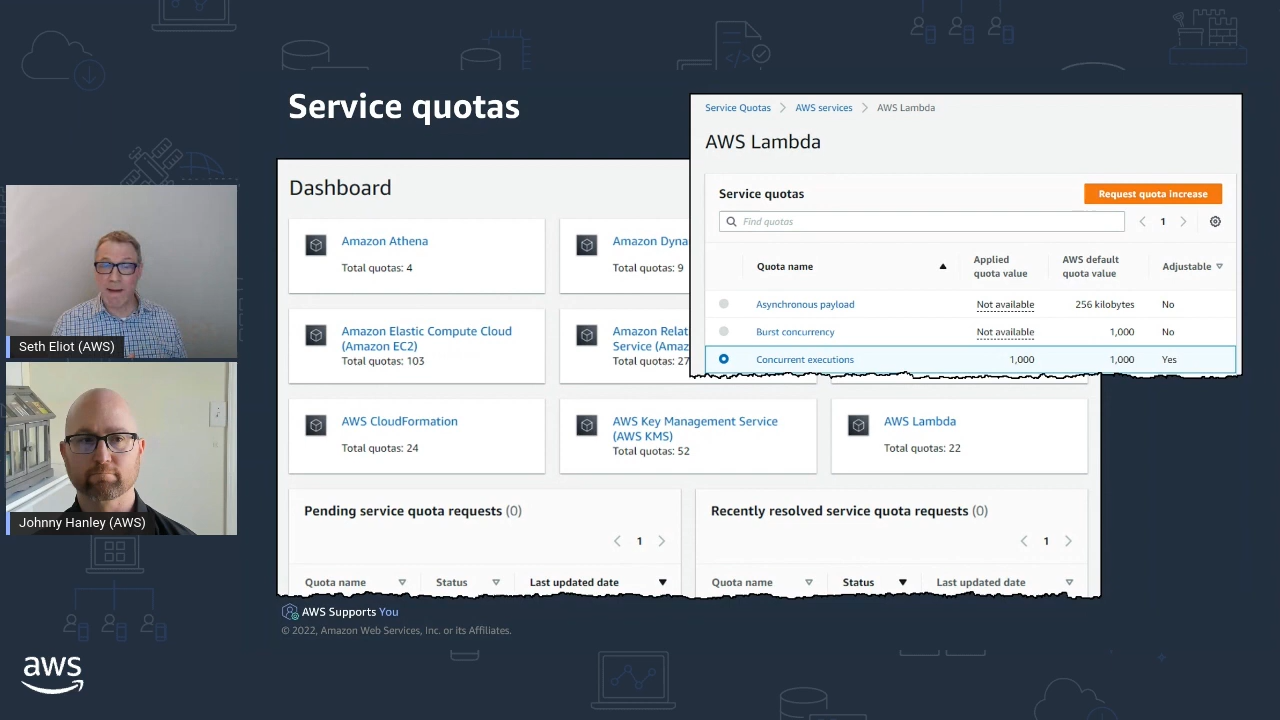 Service quotas
Service Quotas AWS services AWS Lambda
AWS Lambda
Service quotas
Request quota increase
Find quotas
1
Quota name
Applied quota value
AWS default quota value
Adjustable
Asynchronous payload Not available 256 kilobytes No
Burst concurrency Not available 1,000 No
Concurrent executions 1,000 1,000 Yes
Dashboard
Amazon Athena
Total quotas: 4
Amazon Dyna
Total quotas: 9
Amazon Elastic Compute Cloud
(Amazon EC2)
Total quotas: 103
Amazon Relat
Service (Amaz
Total quotas: 27
AWS CloudFormation
Total quotas: 24
AWS Key Management Service
(AWS KMS)
Total quotas: 52
AWS Lambda
Total quotas: 22
Pending service quota requests (0)
1
Quota name Status Last updated date
Recently resolved service quota requests (0)
1
Quota name Status Last updated date
Seth Eliot (AWS)
Johnny Hanley (AWS)
AWS Supports You
© 2022, Amazon Web Services, Inc. or its Affiliates.
aws